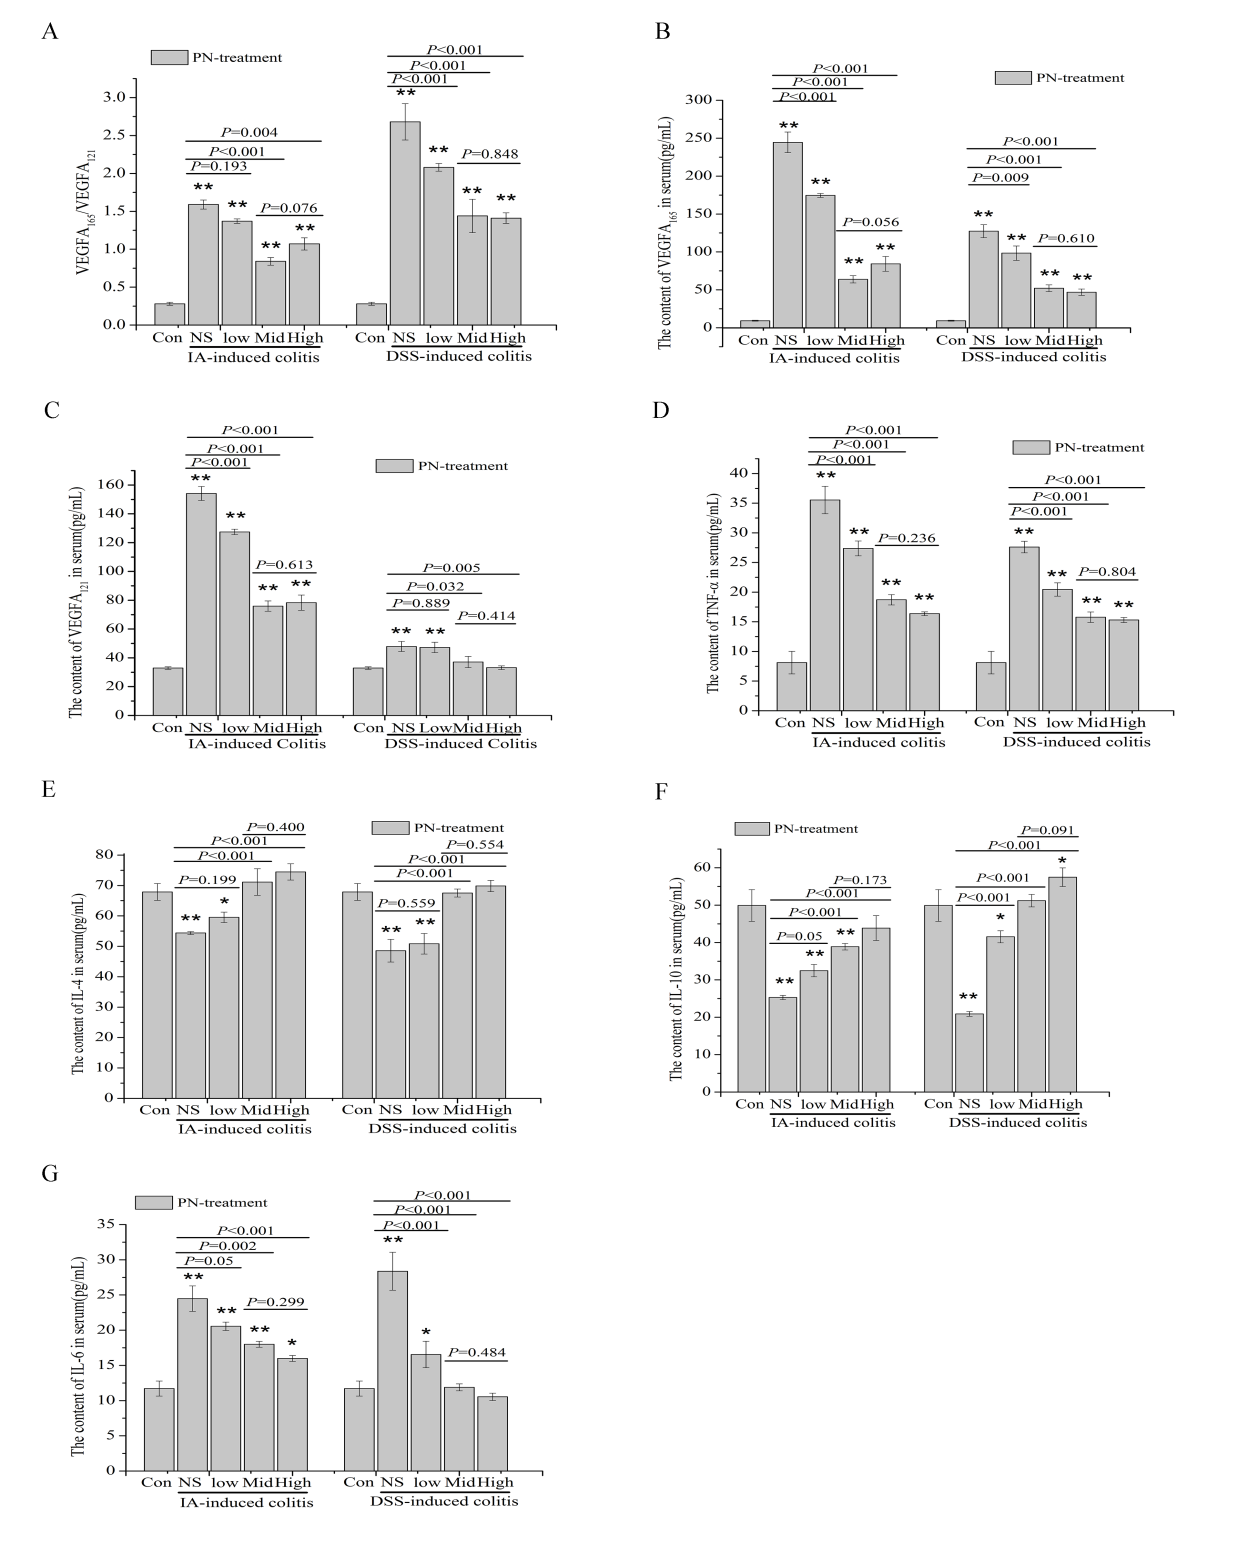 A
PN-treatment
P<0.001
P<0.001
P<0.001
P=0.004
P<0.001
P=0.193
P=0.076
P=0.848
** ** ** **
** ** ** **
VEGFA165/VEGFA121
3.0
2.5
2.0
1.5
1.0
0.5
0.0
Con NS low Mid High
IA-induced colitis
Con NS low Mid High
DSS-induced colitis
B
PN-treatment
P<0.001
P<0.001
P<0.001
P=0.056
P<0.001
P<0.001
P=0.009
P=0.610
** ** ** **
** ** ** **
The content of VEGFA165 in serum(pg/mL)
300
250
200
150
100
50
0
Con NS low Mid High
IA-induced colitis
Con NS low Mid High
DSS-induced colitis
C
PN-treatment
P<0.001
P<0.001
P<0.001
P=0.613
P=0.005
P=0.032
P=0.889
P=0.414
** ** ** **
** **
The content of VEGFA121 in serum(pg/mL)
160
140
120
100
80
60
40
20
0
Con NS low Mid High
IA-induced Colitis
Con NS Low Mid High
DSS-induced Colitis
D
PN-treatment
P<0.001
P<0.001
P<0.001
P=0.236
P<0.001
P<0.001
P<0.001
P=0.804
** ** ** **
** ** ** **
The content of TNF-α in serum(pg/mL)
40
35
30
25
20
15
10
5
0
Con NS low Mid High
IA-induced colitis
Con NS low Mid High
DSS-induced colitis
E
PN-treatment
P=0.400
P<0.001
P<0.001
P=0.199
P=0.554
P<0.001
P<0.001
P=0.559
** *
** **
The content of IL-4 in serum(pg/mL)
80
70
60
50
40
30
20
10
0
Con NS low Mid High
IA-induced colitis
Con NS low Mid High
DSS-induced colitis
F
PN-treatment
P=0.173
P<0.001
P<0.001
P=0.05
P=0.091
P<0.001
P<0.001
P<0.001
** ** **
** * *
The content of IL-10 in serum(pg/mL)
60
50
40
30
20
10
0
Con NS low Mid High
IA-induced colitis
Con NS low Mid High
DSS-induced colitis
G
PN-treatment
P<0.001
P=0.002
P=0.05
P=0.299
P<0.001
P<0.001
P<0.001
P=0.484
** ** ** *
** *
The content of IL-6 in serum(pg/mL)
35
30
25
20
15
10
5
0
Con NS low Mid High
IA-induced colitis
Con NS low Mid High
DSS-induced colitis